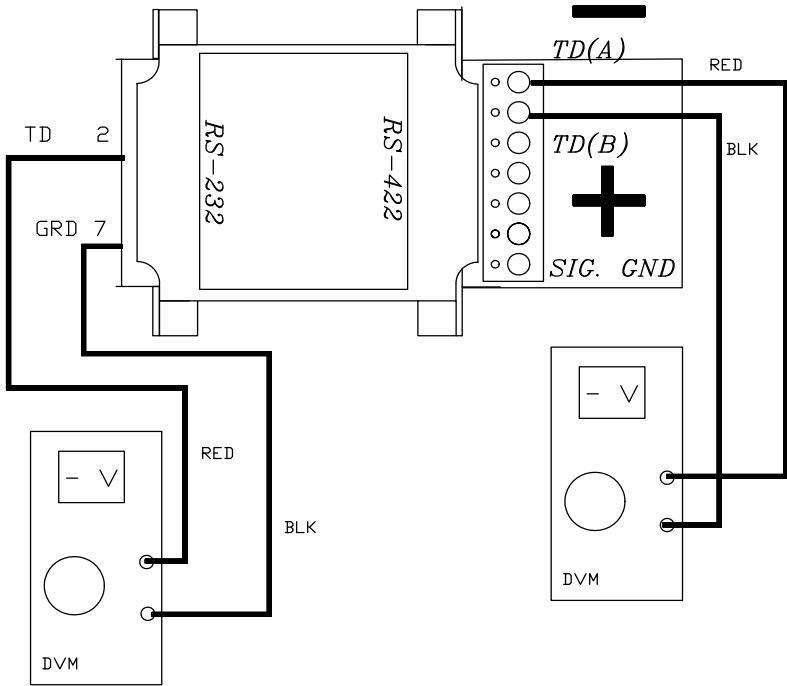 TD(A)
RED
TD 2
RS-232
RS-422
TD(B)
BLK
GRD 7
SIG. GND
- V
RED
- V
BLK
DVM
DVM